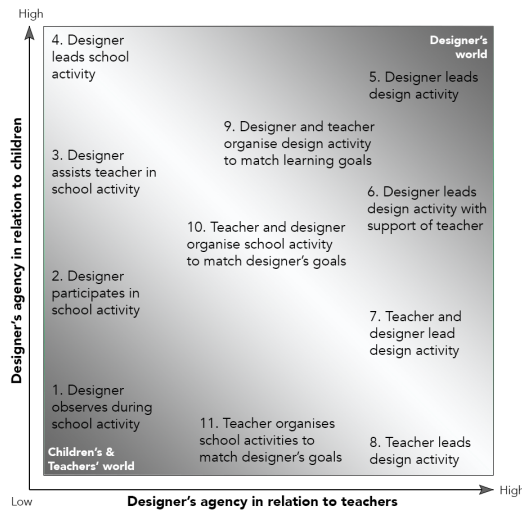 High
Designer's agency in relation to children
4. Designer
leads school
activity
Designer's
world
5. Designer leads
design activity
9. Designer and teacher
organise design activity
to match learning goals
3. Designer
assists teacher in
school activity
6. Designer leads
design activity with
support of teacher
10. Teacher and designer
organise school activity
to match designer's goals
2. Designer
participates in
school activity
7. Teacher and
designer lead
design activity
1. Designer
observes during
school activity
11. Teacher organises
school activities to
match designer's goals
8. Teacher leads
design activity
Children's &
Teachers' world
Low
Designer's agency in relation to teachers
High